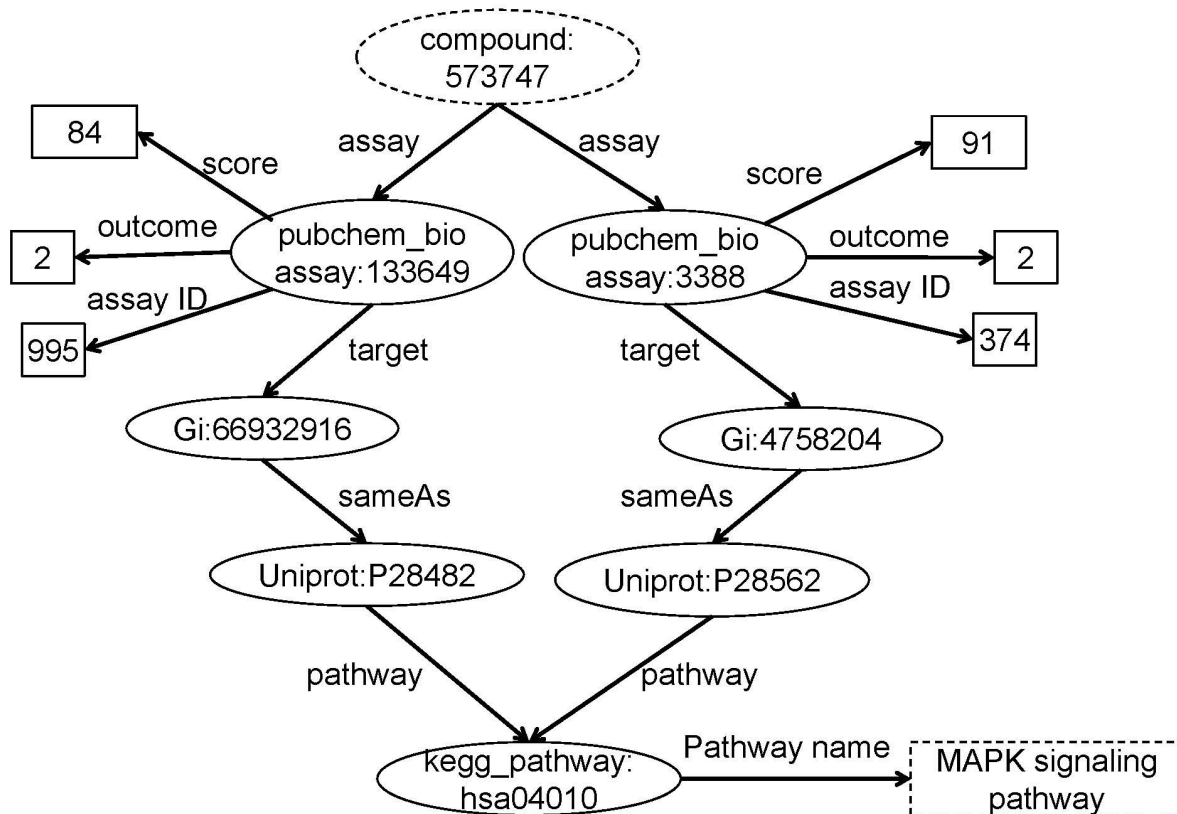 compound:
573747
84
assay
assay
91
score
score
outcome
pubchem_bio
assay:133649
pubchem_bio
assay:3388
outcome
2
2
assay ID
assay ID
995
374
target
target
Gi:66932916
Gi:4758204
sameAs
sameAs
Uniprot:P28482
Uniprot:P28562
pathway
pathway
kegg_pathway:
hsa04010
Pathway name
MAPK signaling
pathway